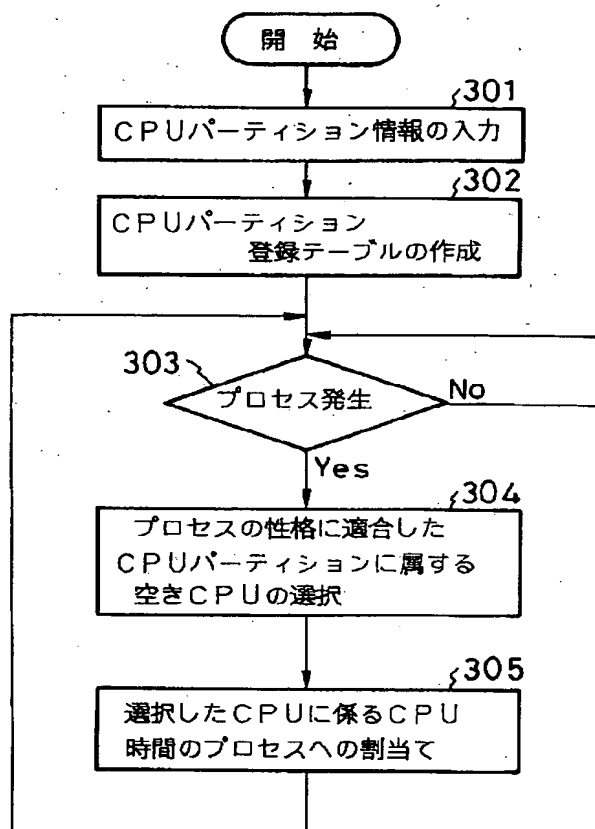 開 始
301
CPUパーティション情報の入力
302
CPUパーティション
登録テーブルの作成
303
プロセス発生
No
Yes
304
プロセスの性格に適合した
CPUパーティションに属する
空きCPUの選択
305
選択したCPUに係るCPU
時間のプロセスへの割当て